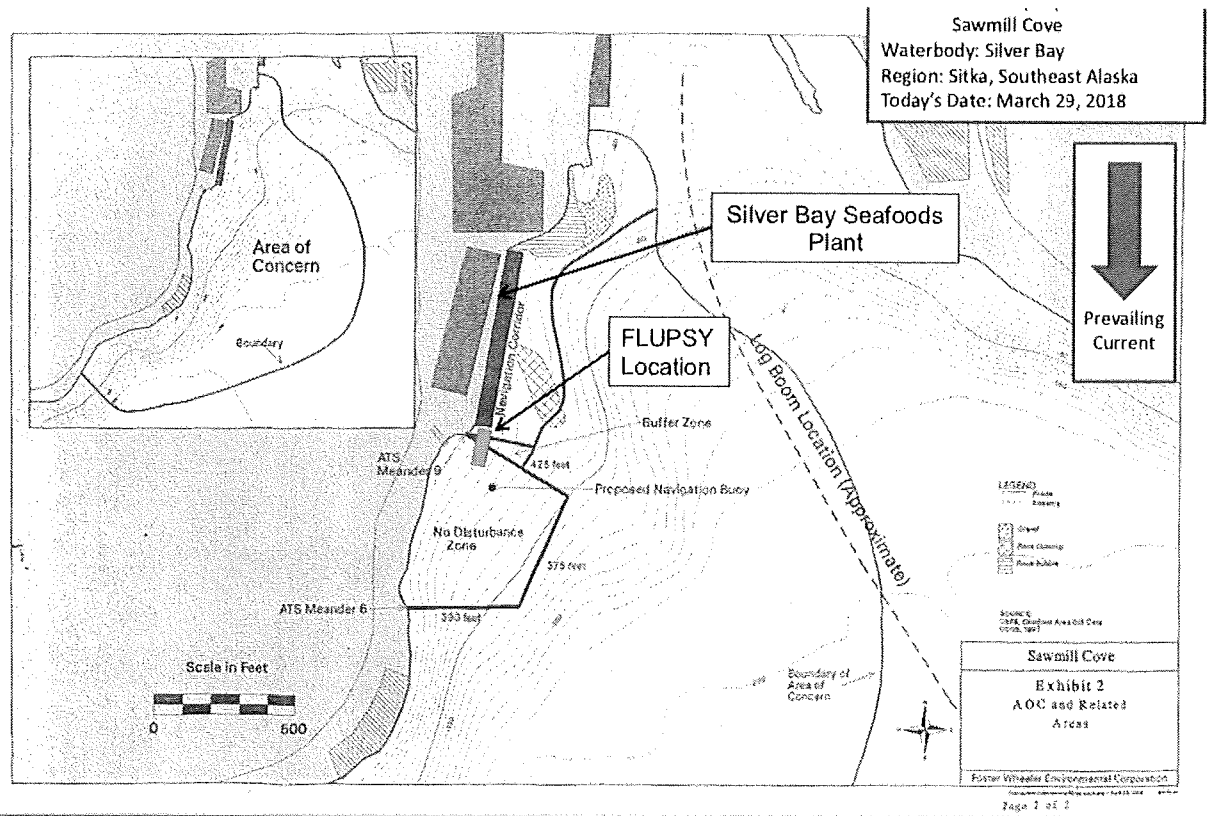 Sawmill Cove
Waterbody: Silver Bay
Region: Sitka, Southeast Alaska
Today's Date: March 29, 2018
Prevailing
Current
Area of
Concern
Boundary
Silver Bay Seafoods
Plant
FLUPSY
Location
Navigation Corridor
Log Boom Location (Approximate)
Buffer Zone
ATS
Meander 9
425 feet
Proposed Navigation Buoy
No Disturbance
Zone
375 feet
ATS Meander 6
390 feet
Scale in Feet
0
Boundary of
Area of
Concern
LEGEND
Sawmill Cove
Exhibit 2
AOC and Related
Areas
Foster Wheeler Environmental Corporation